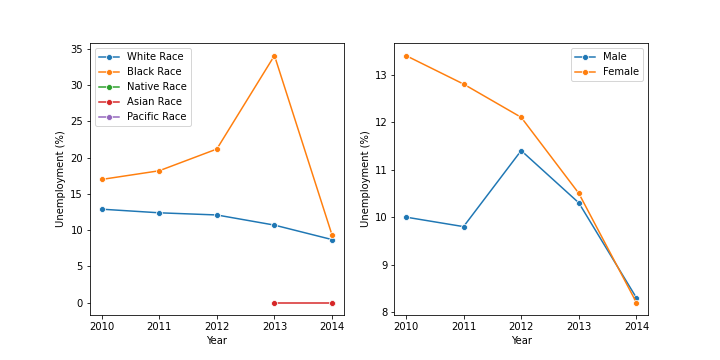 35
30
25
20
15
10
5
0
Unemployment (%)
White Race
Black Race
Native Race
Asian Race
Pacific Race
2010 2011 2012 2013 2014
Year
13
12
11
10
9
8
Unemployment (%)
Male
Female
2010 2011 2012 2013 2014
Year